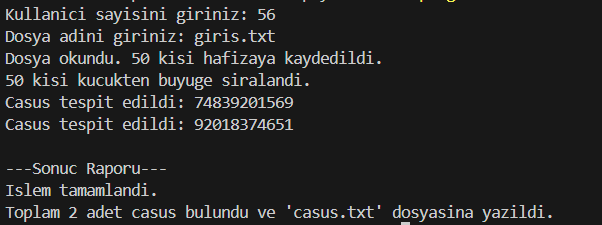 Kullanici sayisini giriniz: 56
Dosya adini giriniz: giris.txt
Dosya okundu. 50 kisi hafizaya kaydedildi.
50 kisi kucukten buyuge siralandi.
Casus tespit edildi: 74839201569
Casus tespit edildi: 92018374651
---Sonuc Raporu---
Islem tamamlandi.
Toplam 2 adet casus bulundu ve 'casus.txt' dosyasina yazildi.